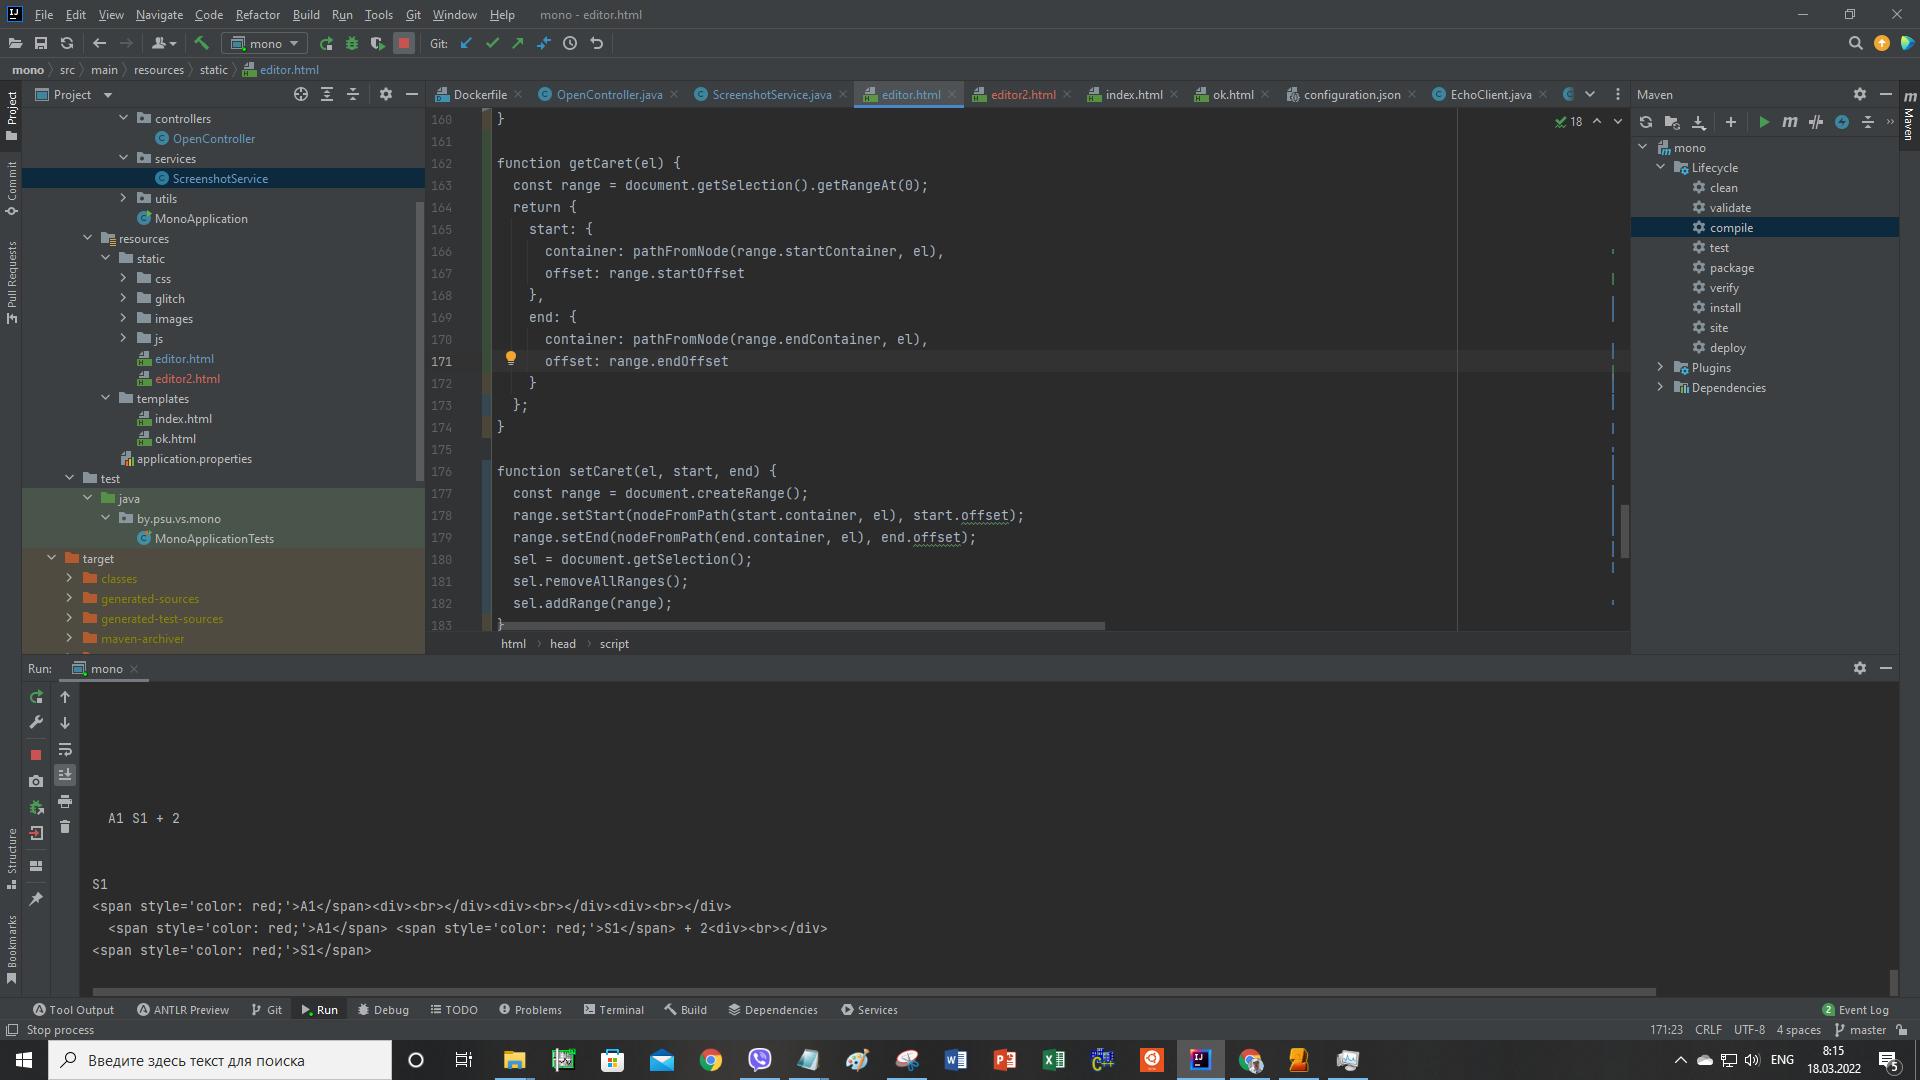 File Edit View Navigate Code Refactor Build Run Tools Git Window Help mono - editor.html
mono Git:
mono src main resources static editor.html
Project
Dockerfile OpenController.java ScreenshotService.java editor.html editor2.html index.html ok.html configuration.json EchoClient.java
Maven
Project
Commit
Pull Requests
controllers
OpenController
services
ScreenshotService
utils
MonoApplication
resources
static
css
glitch
images
js
editor.html
editor2.html
templates
index.html
ok.html
application.properties
test
java
by.psu.vs.mono
MonoApplicationTests
target
classes
generated-sources
generated-test-sources
maven-archiver
18
160 }
161
162 function getCaret(el) {
163 const range = document.getSelection().getRangeAt(0);
164 return {
165 start: {
166 container: pathFromNode(range.startContainer, el),
167 offset: range.startOffset
168 },
169 end: {
170 container: pathFromNode(range.endContainer, el),
171 offset: range.endOffset
172 }
173 };
174 }
175
176 function setCaret(el, start, end) {
177 const range = document.createRange();
178 range.setStart(nodeFromPath(start.container, el), start.offset);
179 range.setEnd(nodeFromPath(end.container, el), end.offset);
180 sel = document.getSelection();
181 sel.removeAllRanges();
182 sel.addRange(range);
183 }
html head script
mono
Lifecycle
clean
validate
compile
test
package
verify
install
site
deploy
Plugins
Dependencies
m Maven
Run: mono
A1 S1 + 2
S1
<span style='color: red;'>A1</span><div><br></div><div><br></div><div><br></div>
<span style='color: red;'>A1</span> <span style='color: red;'>S1</span> + 2<div><br></div>
<span style='color: red;'>S1</span>
Structure
Bookmarks
Tool Output ANTLR Preview Git Run Debug TODO Problems Terminal Build Dependencies Services 2 Event Log
Stop process 171:23 CRLF UTF-8 4 spaces master
Введите здесь текст для поиска
ENG
8:15
18.03.2022
5